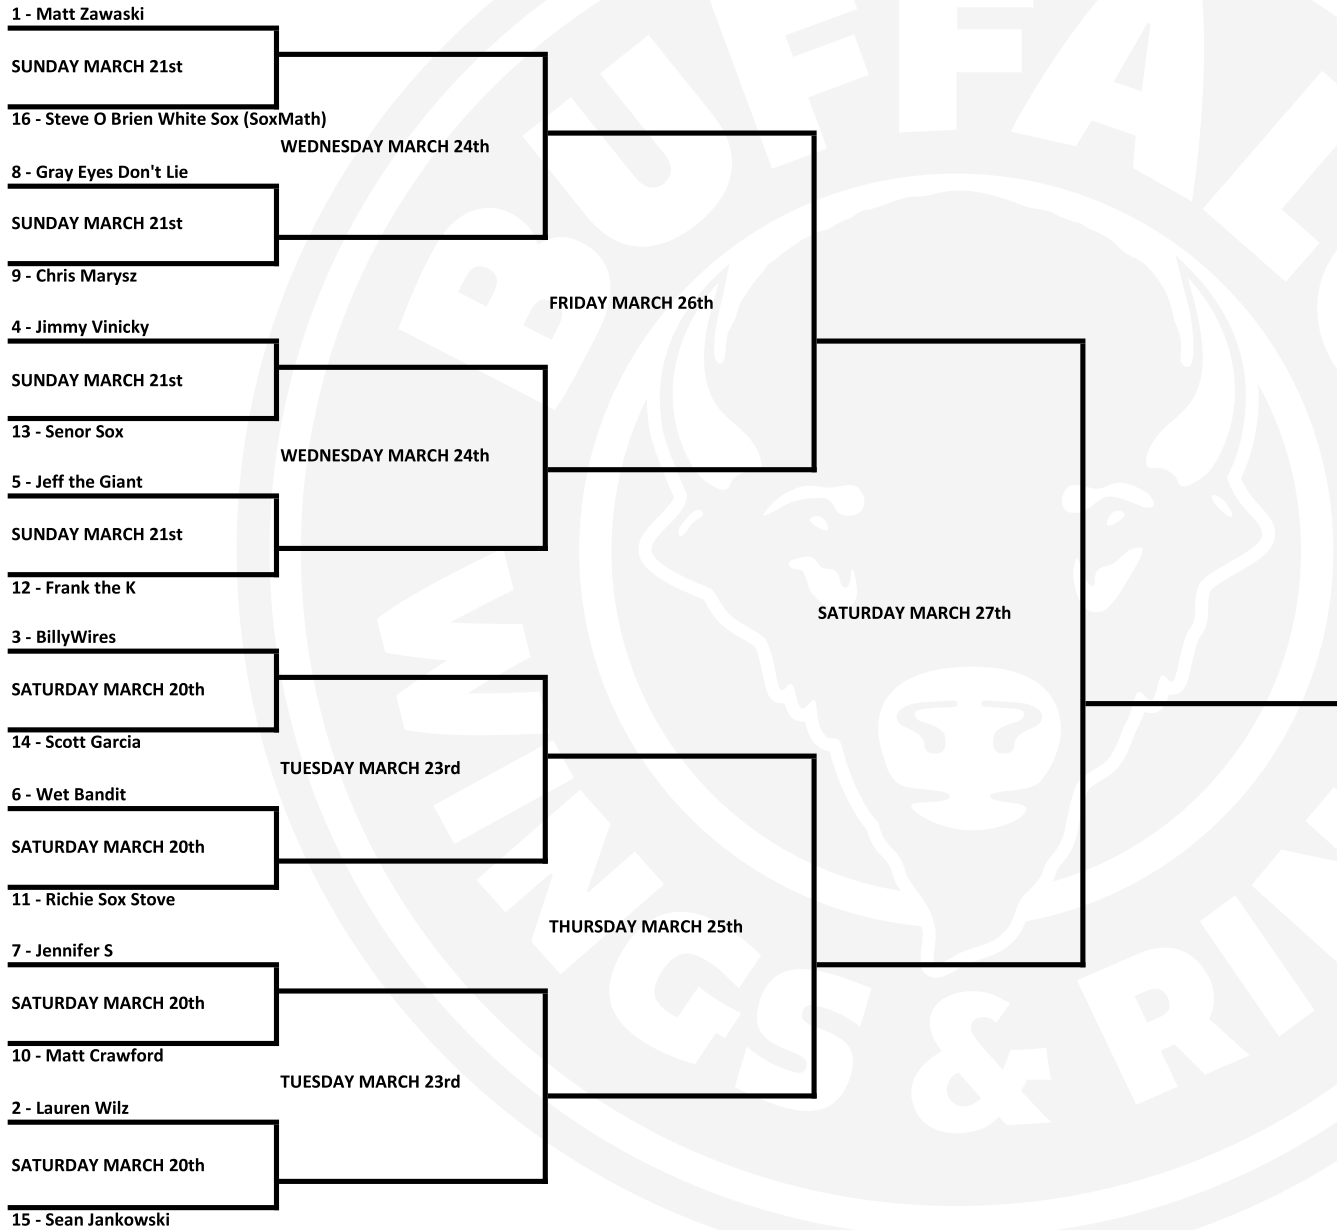 1 - Matt Zawaski
SUNDAY MARCH 21st
16 - Steve O Brien White Sox (SoxMath)
WEDNESDAY MARCH 24th
8 - Gray Eyes Don't Lie
SUNDAY MARCH 21st
9 - Chris Marysz
FRIDAY MARCH 26th
4 - Jimmy Vinicky
SUNDAY MARCH 21st
13 - Senor Sox
WEDNESDAY MARCH 24th
5 - Jeff the Giant
SUNDAY MARCH 21st
12 - Frank the K
SATURDAY MARCH 27th
3 - BillyWires
SATURDAY MARCH 20th
14 - Scott Garcia
TUESDAY MARCH 23rd
6 - Wet Bandit
SATURDAY MARCH 20th
11 - Richie Sox Stove
THURSDAY MARCH 25th
7 - Jennifer S
SATURDAY MARCH 20th
10 - Matt Crawford
TUESDAY MARCH 23rd
2 - Lauren Wilz
SATURDAY MARCH 20th
15 - Sean Jankowski
BUFFAL
WINGS & RIN